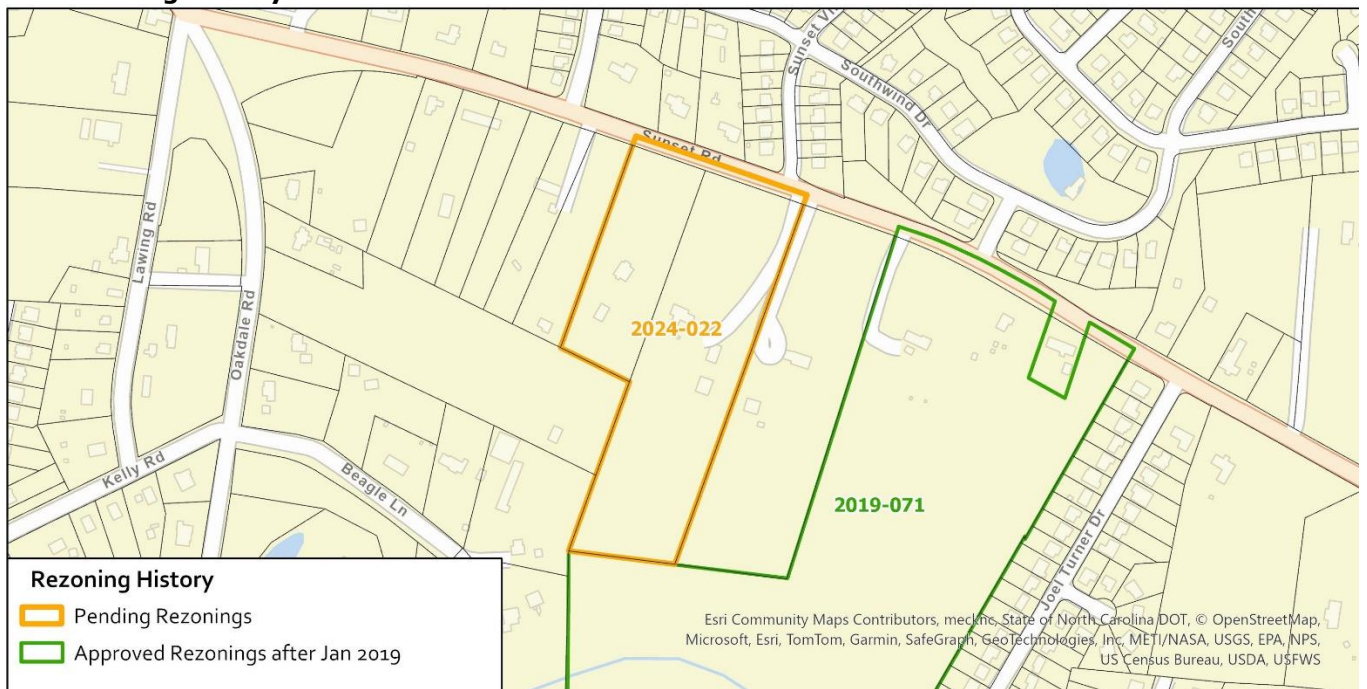 Sunset Rd
Sunset
Southwind Dr
South
Lawing Rd
Oakdale Rd
2024-022
2019-071
Kelly Rd
Beagle Ln
Joel Turner Dr
Rezoning History
Pending Rezonings
Approved Rezonings after Jan 2019
Esri Community Maps Contributors, mecknc, State of North Carolina DOT, © OpenStreetMap,
Microsoft, Esri, TomTom, Garmin, SafeGraph, GeoTechnologies, Inc, METI/NASA, USGS, EPA, NPS,
US Census Bureau, USDA, USFWS